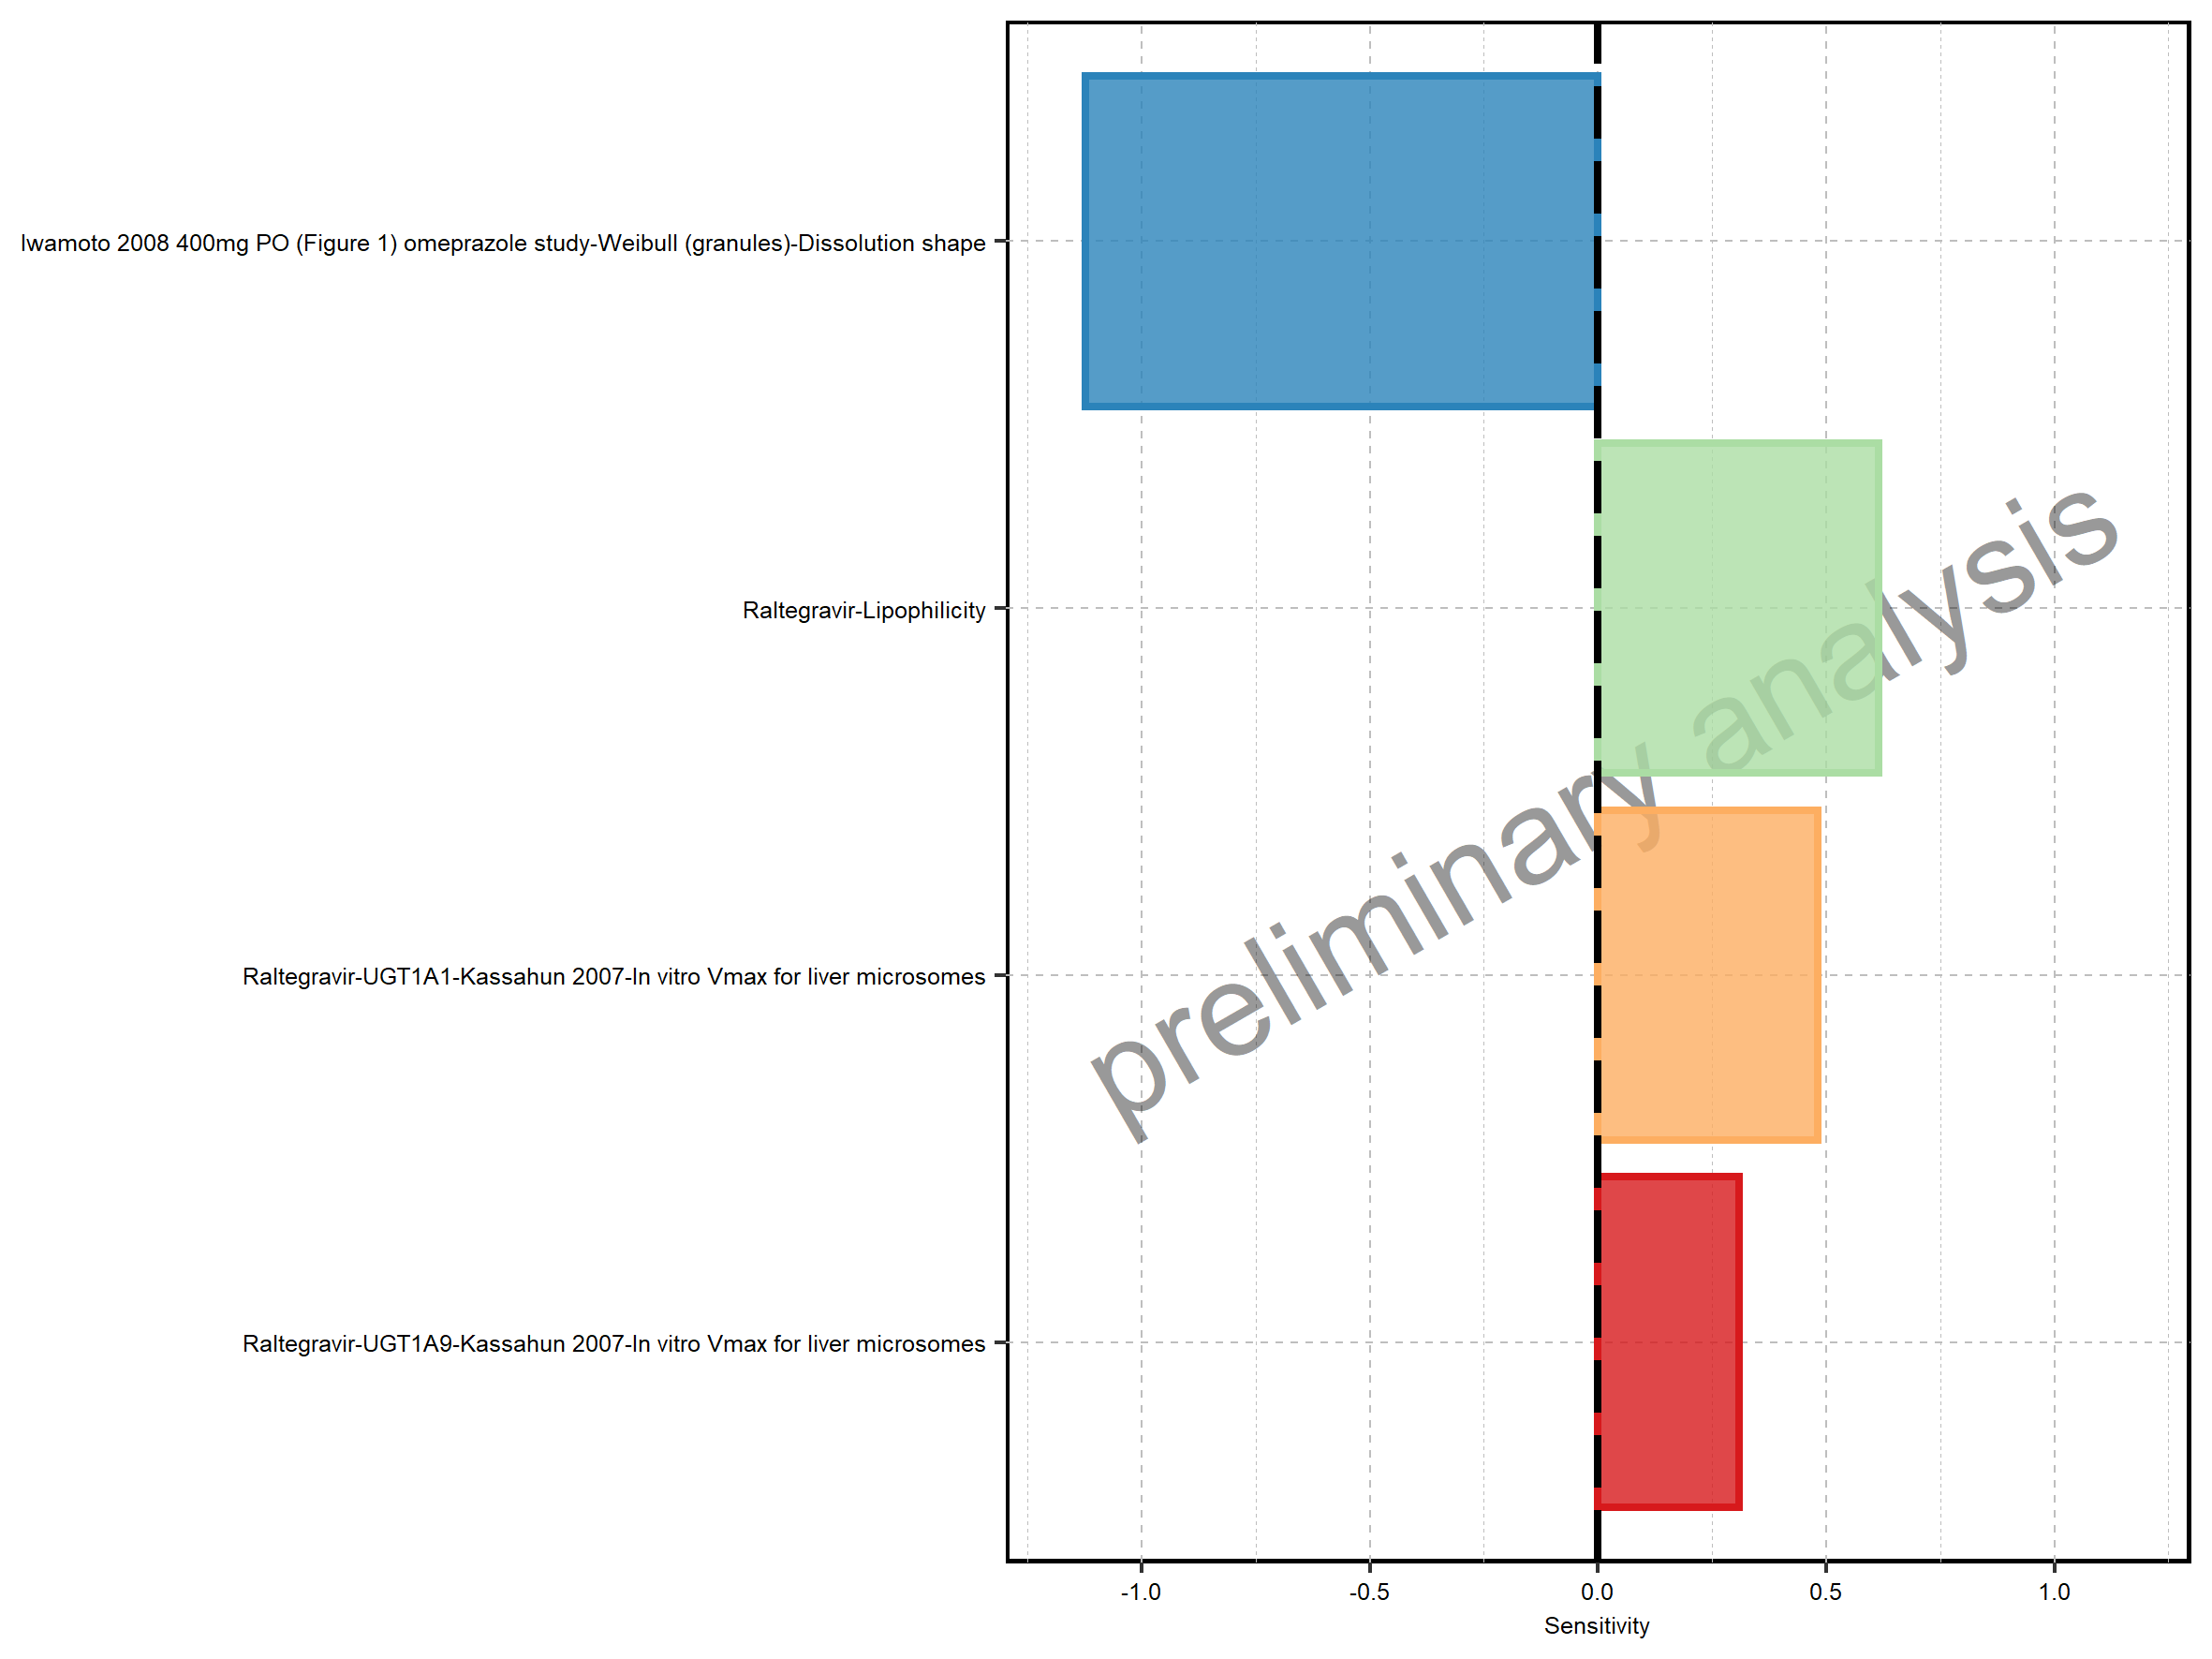 Iwamoto 2008 400mg PO (Figure 1) omeprazole study-Weibull (granules)-Dissolution shape
Raltegravir-Lipophilicity
Raltegravir-UGT1A1-Kassahun 2007-In vitro Vmax for liver microsomes
Raltegravir-UGT1A9-Kassahun 2007-In vitro Vmax for liver microsomes
preliminary analysis
-1.0 -0.5 0.0 0.5 1.0
Sensitivity